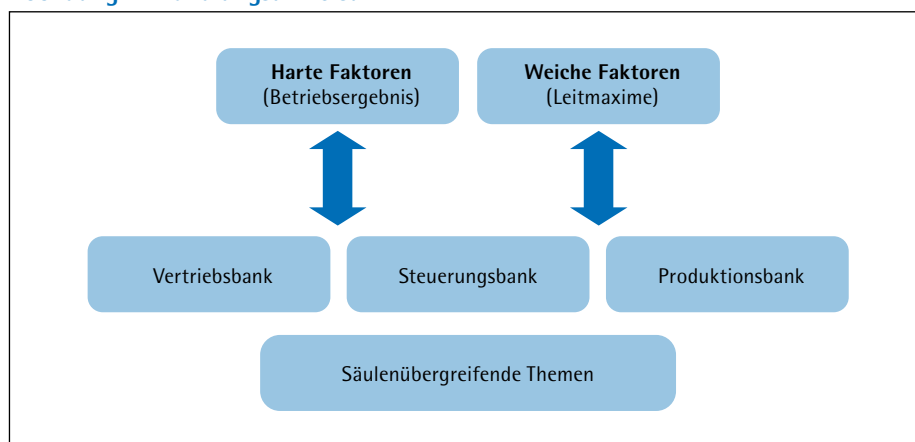 Harte Faktoren
(Betriebsergebnis)
Weiche Faktoren
(Leitmaxime)
Vertriebsbank
Steuerungsbank
Produktionsbank
Säulenübergreifende Themen